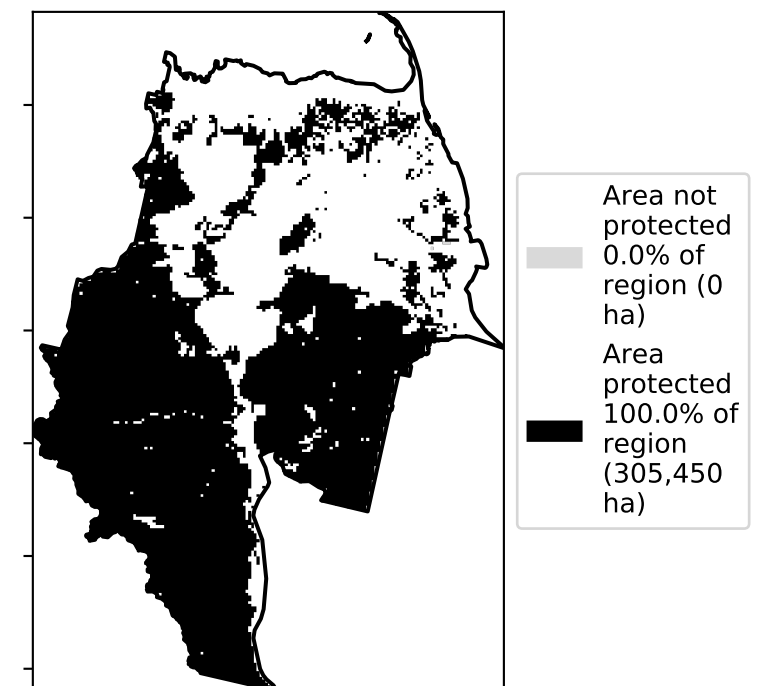 Area not
protected
0.0% of
region (0
ha)
Area
protected
100.0% of
region
(305,450
ha)